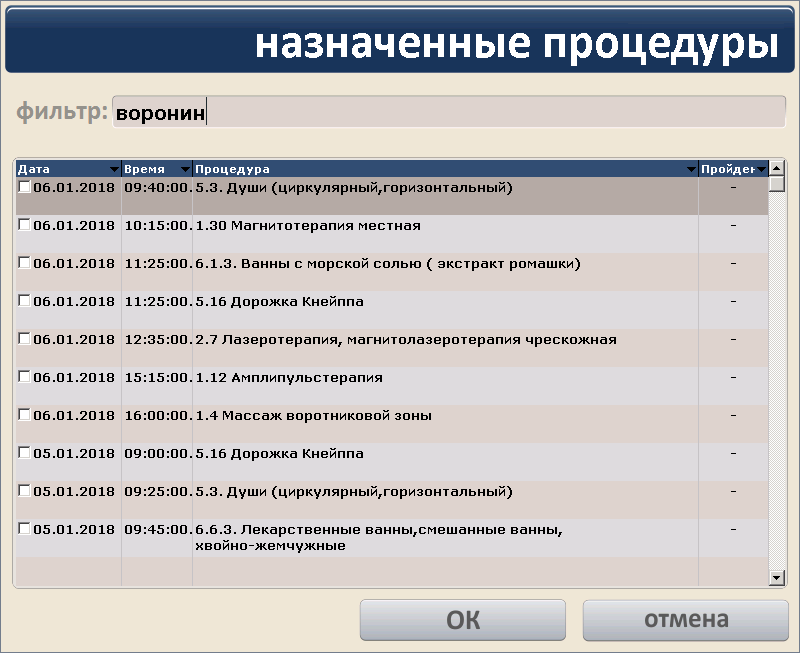 назначенные процедуры
фильтр: воронин
Дата Время Процедура Пройден
06.01.2018 09:40:00. 5.3. Души (циркулярный,горизонтальный) -
06.01.2018 10:15:00. 1.30 Магнитотерапия местная -
06.01.2018 11:25:00. 6.1.3. Ванны с морской солью ( экстракт ромашки) -
06.01.2018 11:25:00. 5.16 Дорожка Кнейппа -
06.01.2018 12:35:00. 2.7 Лазеротерапия, магнитолазеротерапия чрескожная -
06.01.2018 15:15:00. 1.12 Амплипульстерапия -
06.01.2018 16:00:00. 1.4 Массаж воротниковой зоны -
05.01.2018 09:00:00. 5.16 Дорожка Кнейппа -
05.01.2018 09:25:00. 5.3. Души (циркулярный,горизонтальный) -
05.01.2018 09:45:00. 6.6.3. Лекарственные ванны,смешанные ванны, -
хвойно-жемчужные
ОК отмена